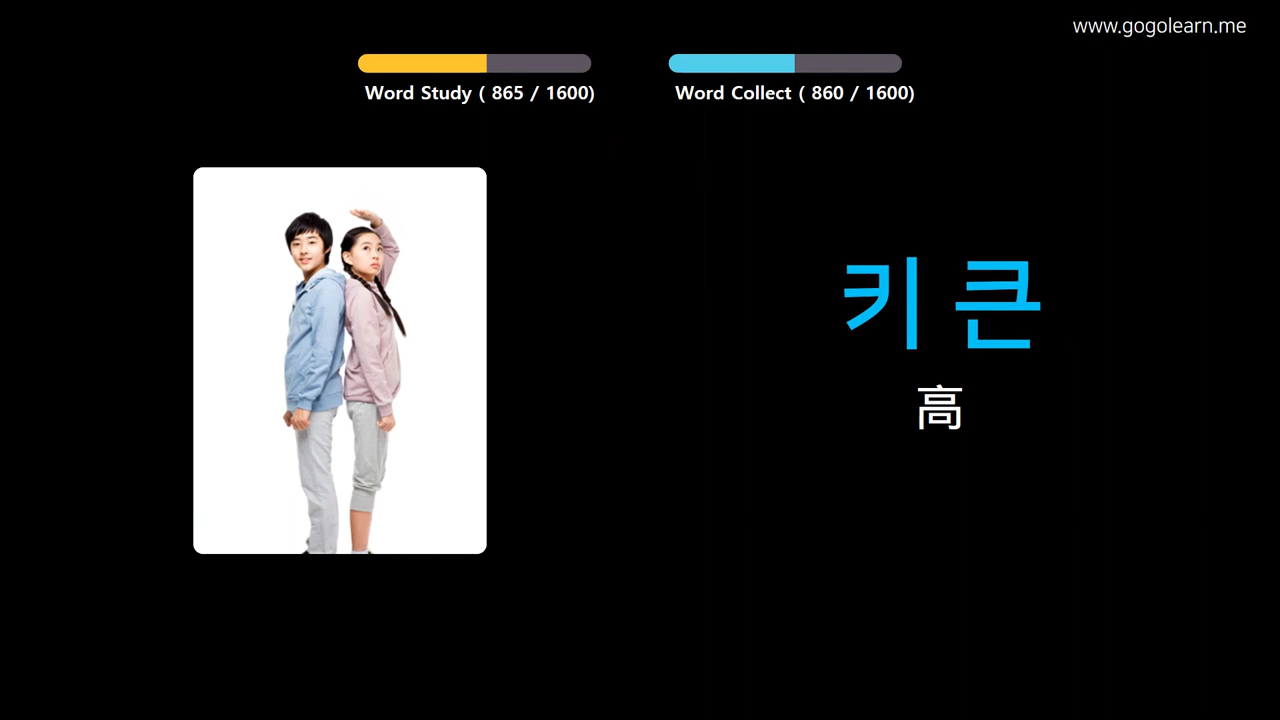 www.gogolearn.me
Word Study ( 865 / 1600)
Word Collect ( 860 / 1600)
키 큰
高